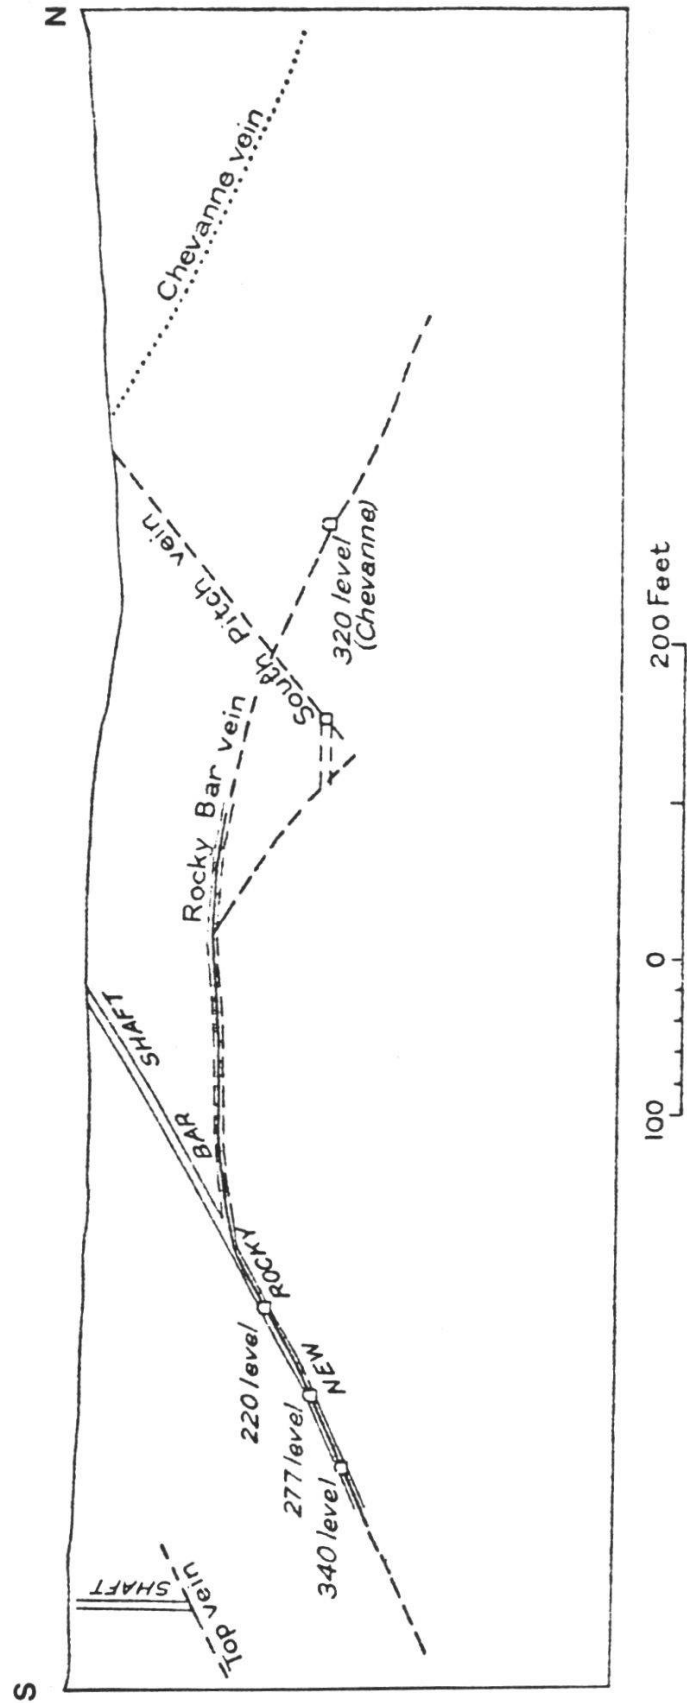 S
N
SHAFT
Top vein
340 level
277 level
220 level
NEW
ROCKY
BAR
SHAFT
Rocky Bar vein
South Pitch vein
320 level
(Chevanne)
Chevanne vein
100
0
200 Feet